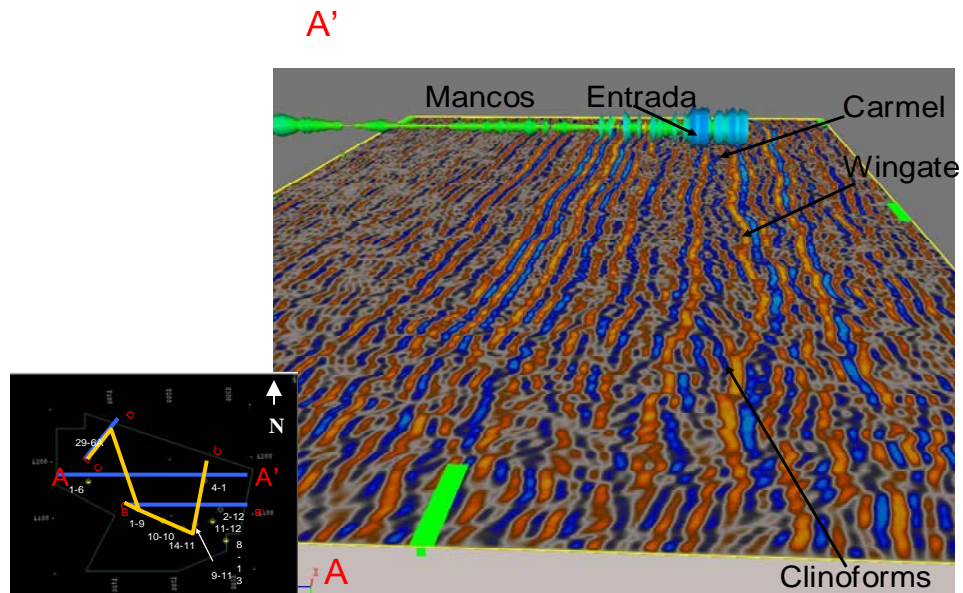 A’
Mancos
Entrada
Carmel
Wingate
Clinoforms
A
N
D
29-6A
C
C’
A
A’
1-6
4-1
B
B’
1-9
2-12
10-10
11-12
14-11
9-11
8
-
1
3